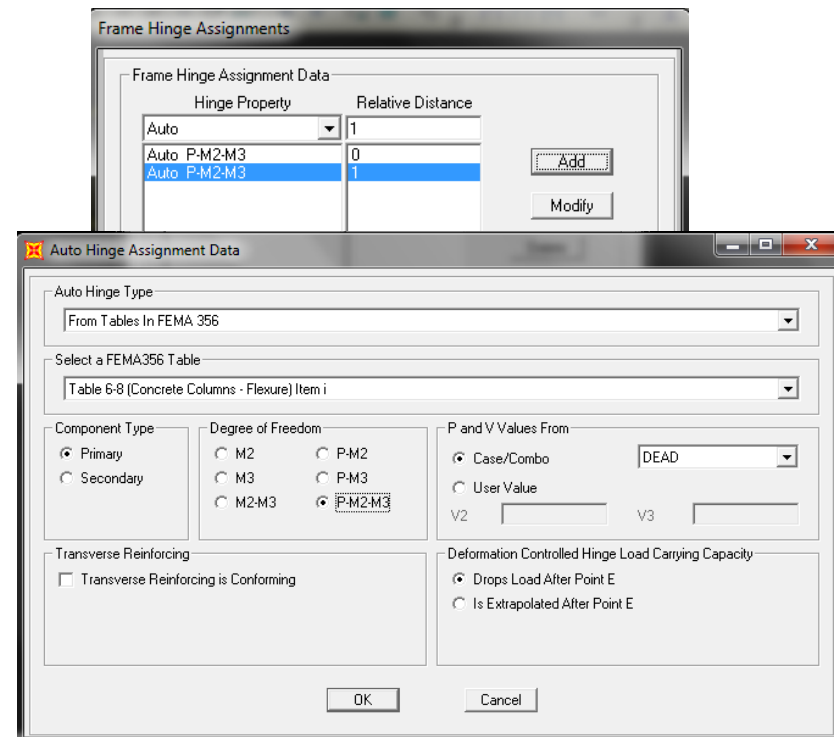 Frame Hinge Assignments
Frame Hinge Assignment Data
Hinge Property Relative Distance
Auto 1
Auto P-M2-M3 0
Auto P-M2-M3 1
Add
Modify
Auto Hinge Assignment Data
Auto Hinge Type
From Tables In FEMA 356
Select a FEMA356 Table
Table 6-8 (Concrete Columns - Flexure) Item i
Component Type
Primary
Secondary
Degree of Freedom
M2 P-M2
M3 P-M3
M2-M3 P-M2-M3
P and V Values From
Case/Combo DEAD
User Value
V2 V3
Transverse Reinforcing
Transverse Reinforcing is Conforming
Deformation Controlled Hinge Load Carrying Capacity
Drops Load After Point E
Is Extrapolated After Point E
OK Cancel